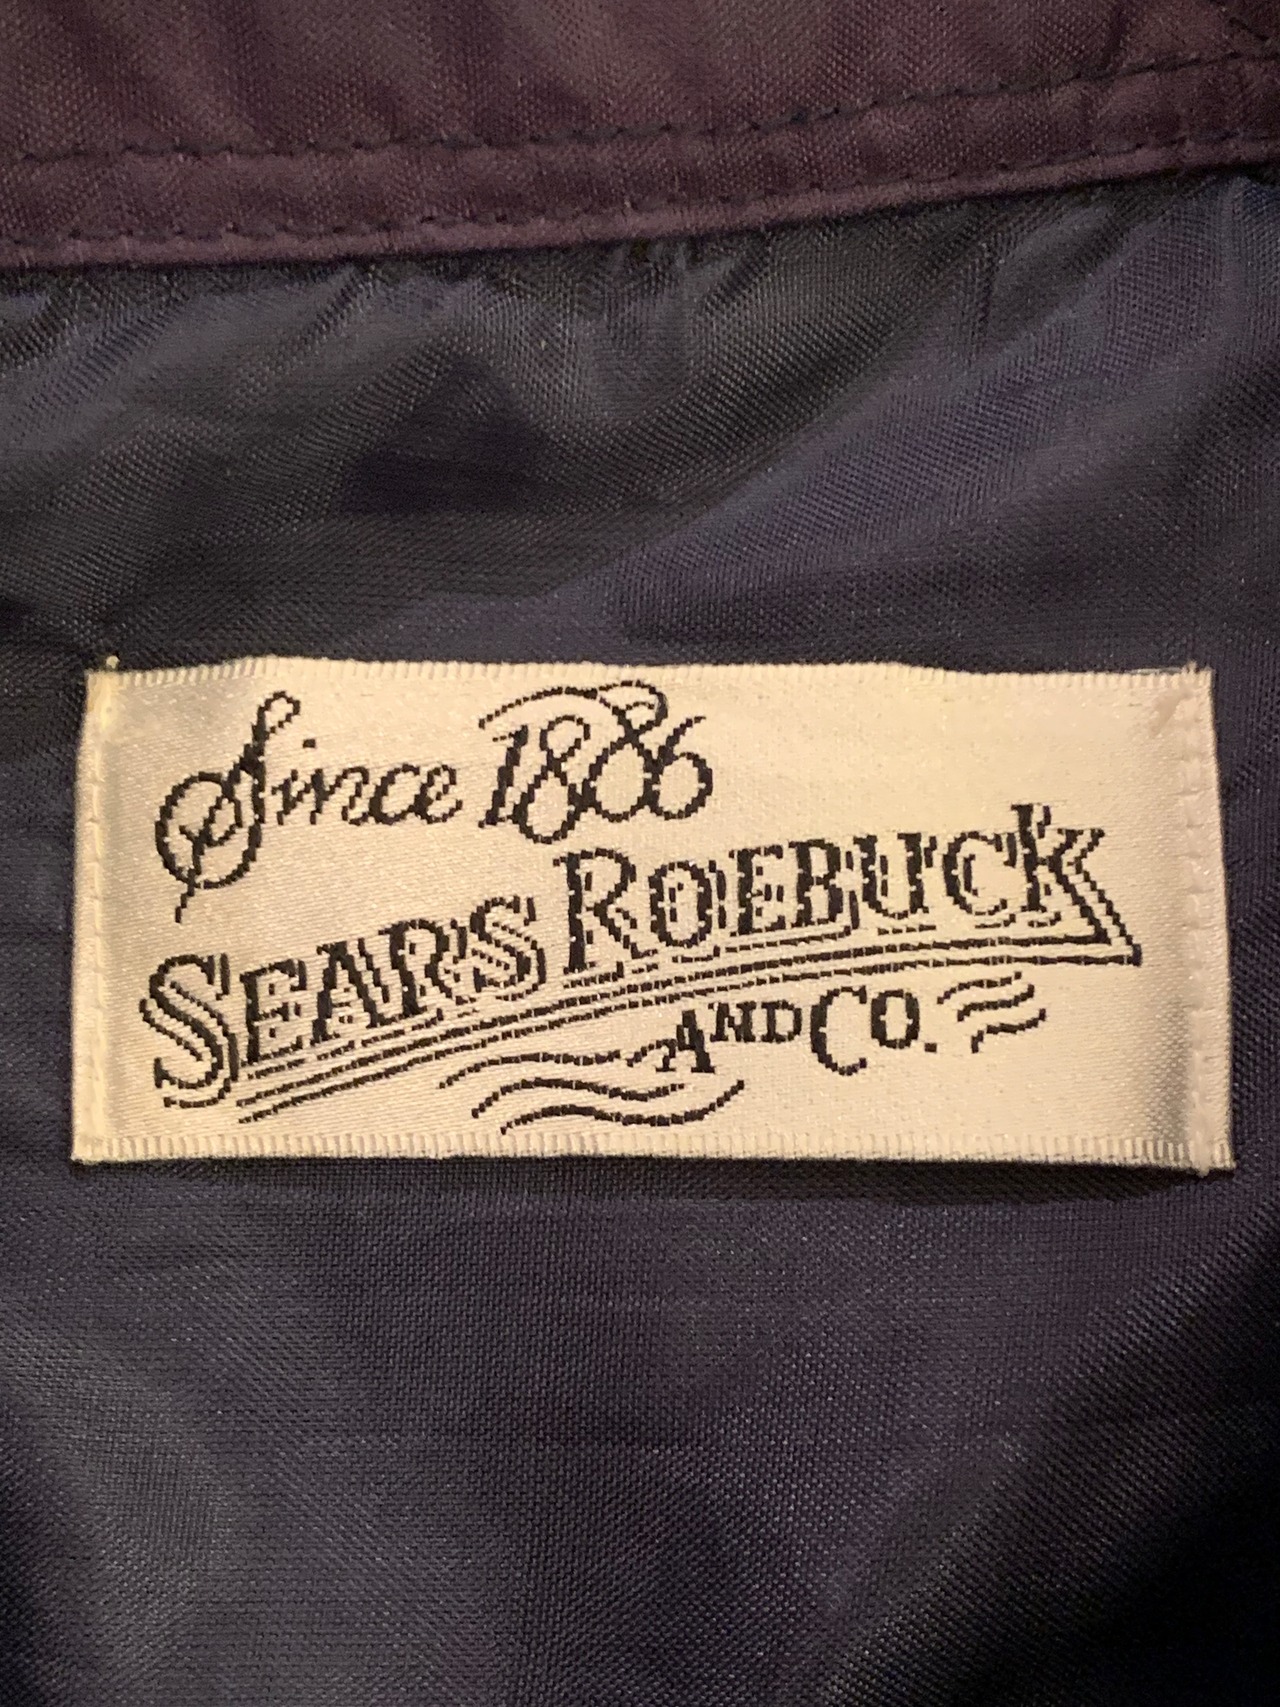 Since 1886
SEARS ROEBUCK
AND CO.